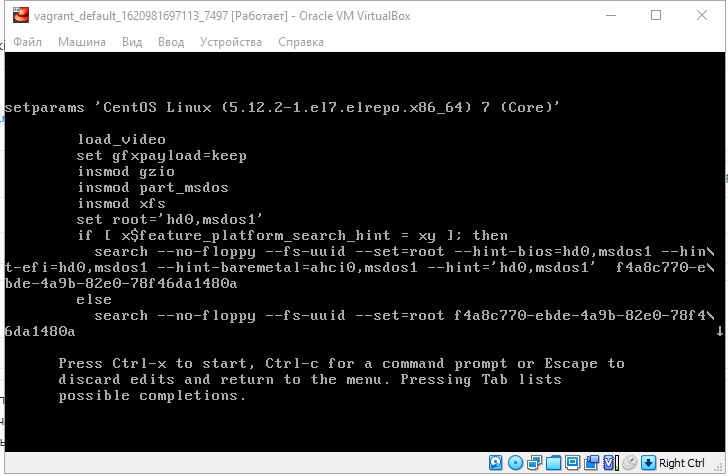 vagrant_default_1620981697113_7497 [Работает] - Oracle VM VirtualBox
Файл Машина Вид Ввод Устройства Справка
setparams 'CentOS Linux (5.12.2-1.el7.elrepo.x86_64) 7 (Core)'
load_video
set gfxpayload=keep
insmod gzio
insmod part_msdos
insmod xfs
set root='hd0,msdos1'
if [ x$feature_platform_search_hint = xy ]; then
search --no-floppy --fs-uuid --set=root --hint-bios=hd0,msdos1 --hin\
t-efi=hd0,msdos1 --hint-baremetal=ahci0,msdos1 --hint='hd0,msdos1'  f4a8c770-e\
bde-4a9b-82e0-78f46da1480a
else
search --no-floppy --fs-uuid --set=root f4a8c770-ebde-4a9b-82e0-78f4\
6da1480a
Press Ctrl-x to start, Ctrl-c for a command prompt or Escape to
discard edits and return to the menu. Pressing Tab lists
possible completions.
Right Ctrl